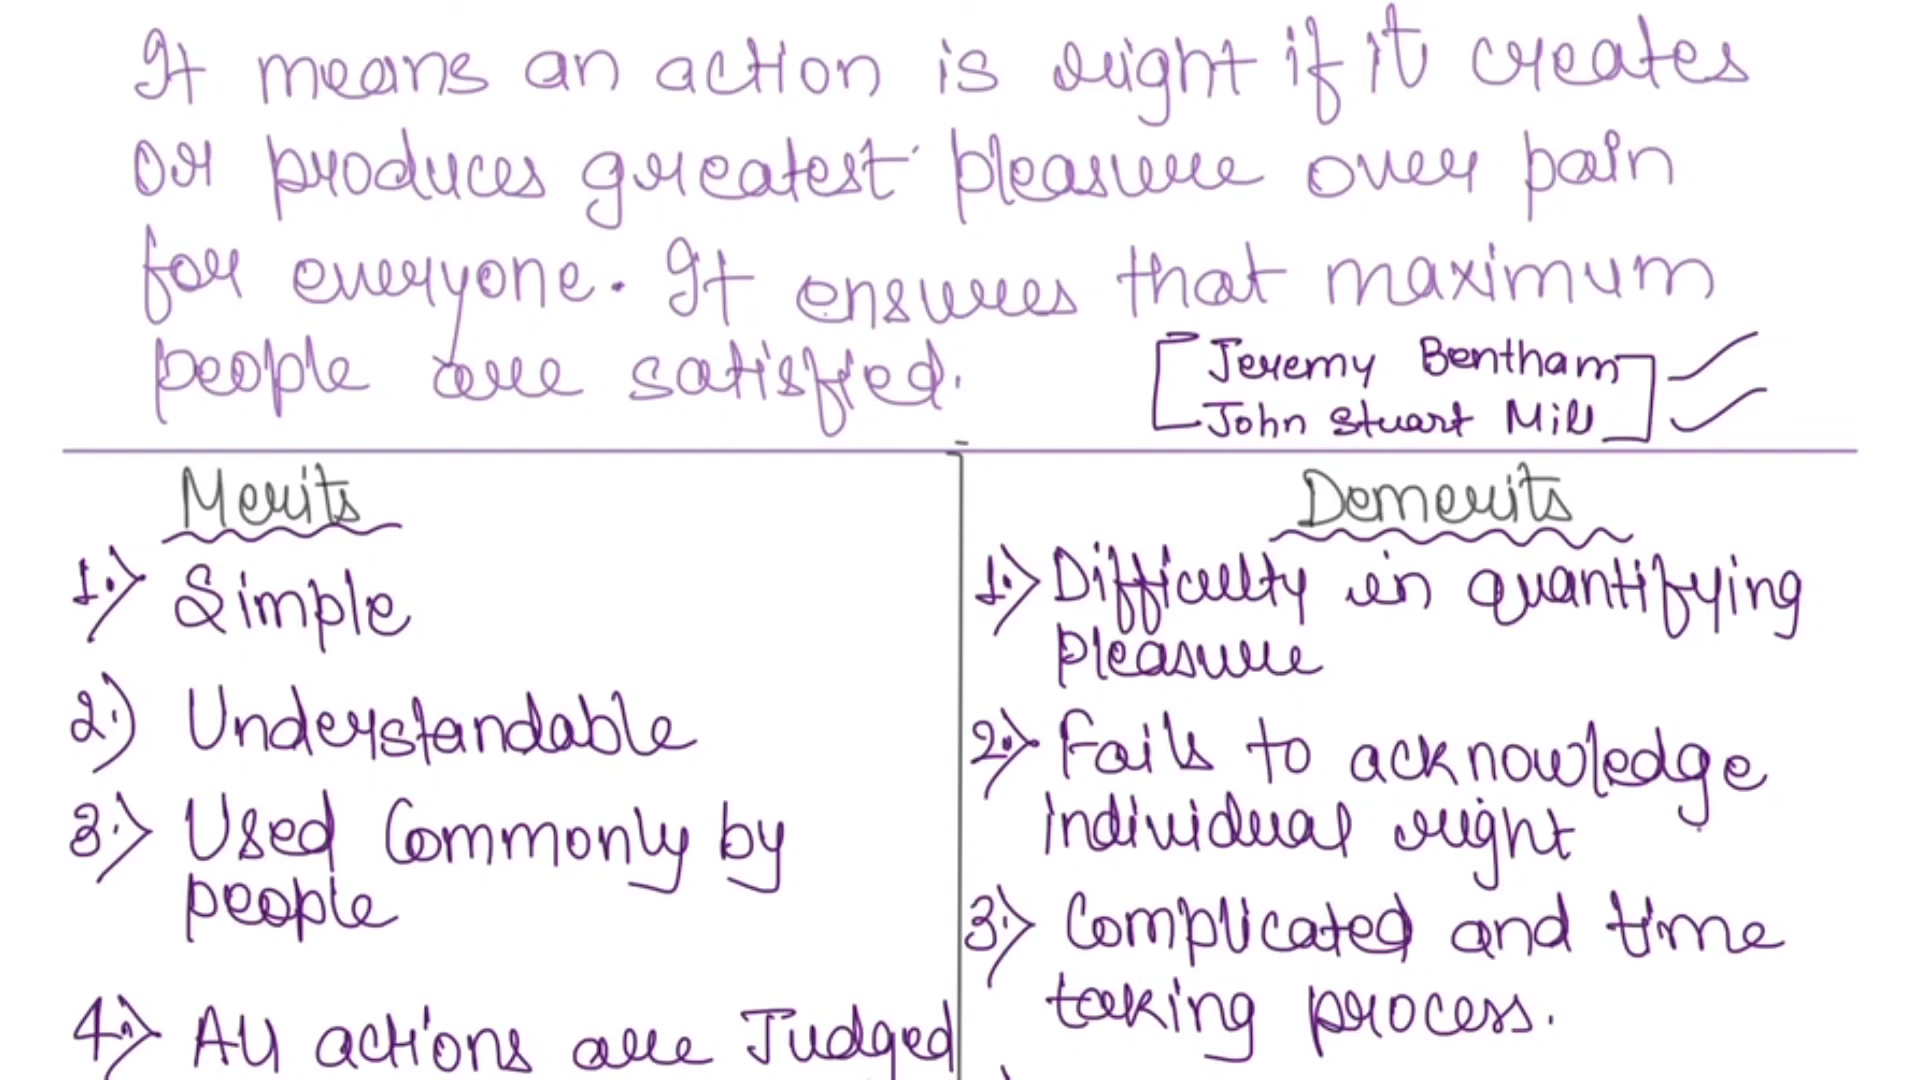 It means an action is right if it creates
or produces greatest pleasure over pain
for everyone. It ensures that maximum
people are satisfied.
Jeremy Bentham
John Stuart Mill
Merits
1.) Simple
2.) Understandable
3.) Used Commonly by
people
4.) All actions are Judged
Demerits
1.) Difficulty in quantifying
pleasure
2.) Fails to acknowledge
individual right
3.) Complicated and time
taking process.